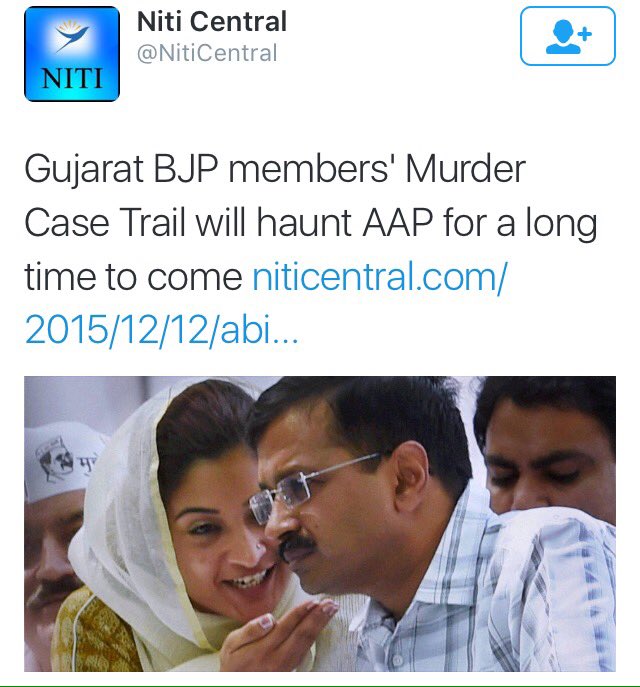 Niti Central
@NitiCentral
NITI
Gujarat BJP members' Murder
Case Trail will haunt AAP for a long
time to come niticentral.com/
2015/12/12/abi...